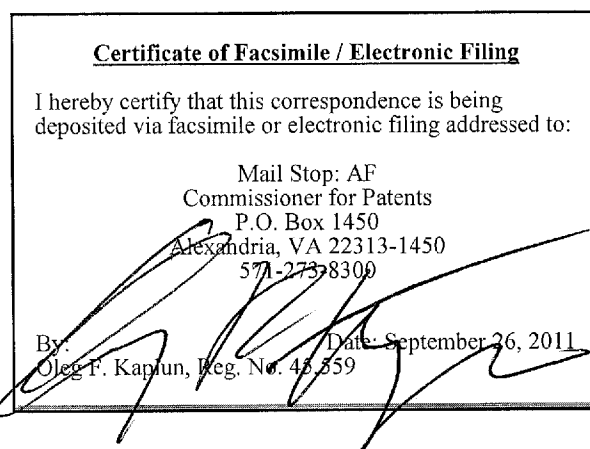 Certificate of Facsimile / Electronic Filing
I hereby certify that this correspondence is being
deposited via facsimile or electronic filing addressed to:
Mail Stop: AF
Commissioner for Patents
P.O. Box 1450
Alexandria, VA 22313-1450
571-273-8300
By: Date: September 26, 2011
Oleg F. Kaplun, Reg. No. 45,559